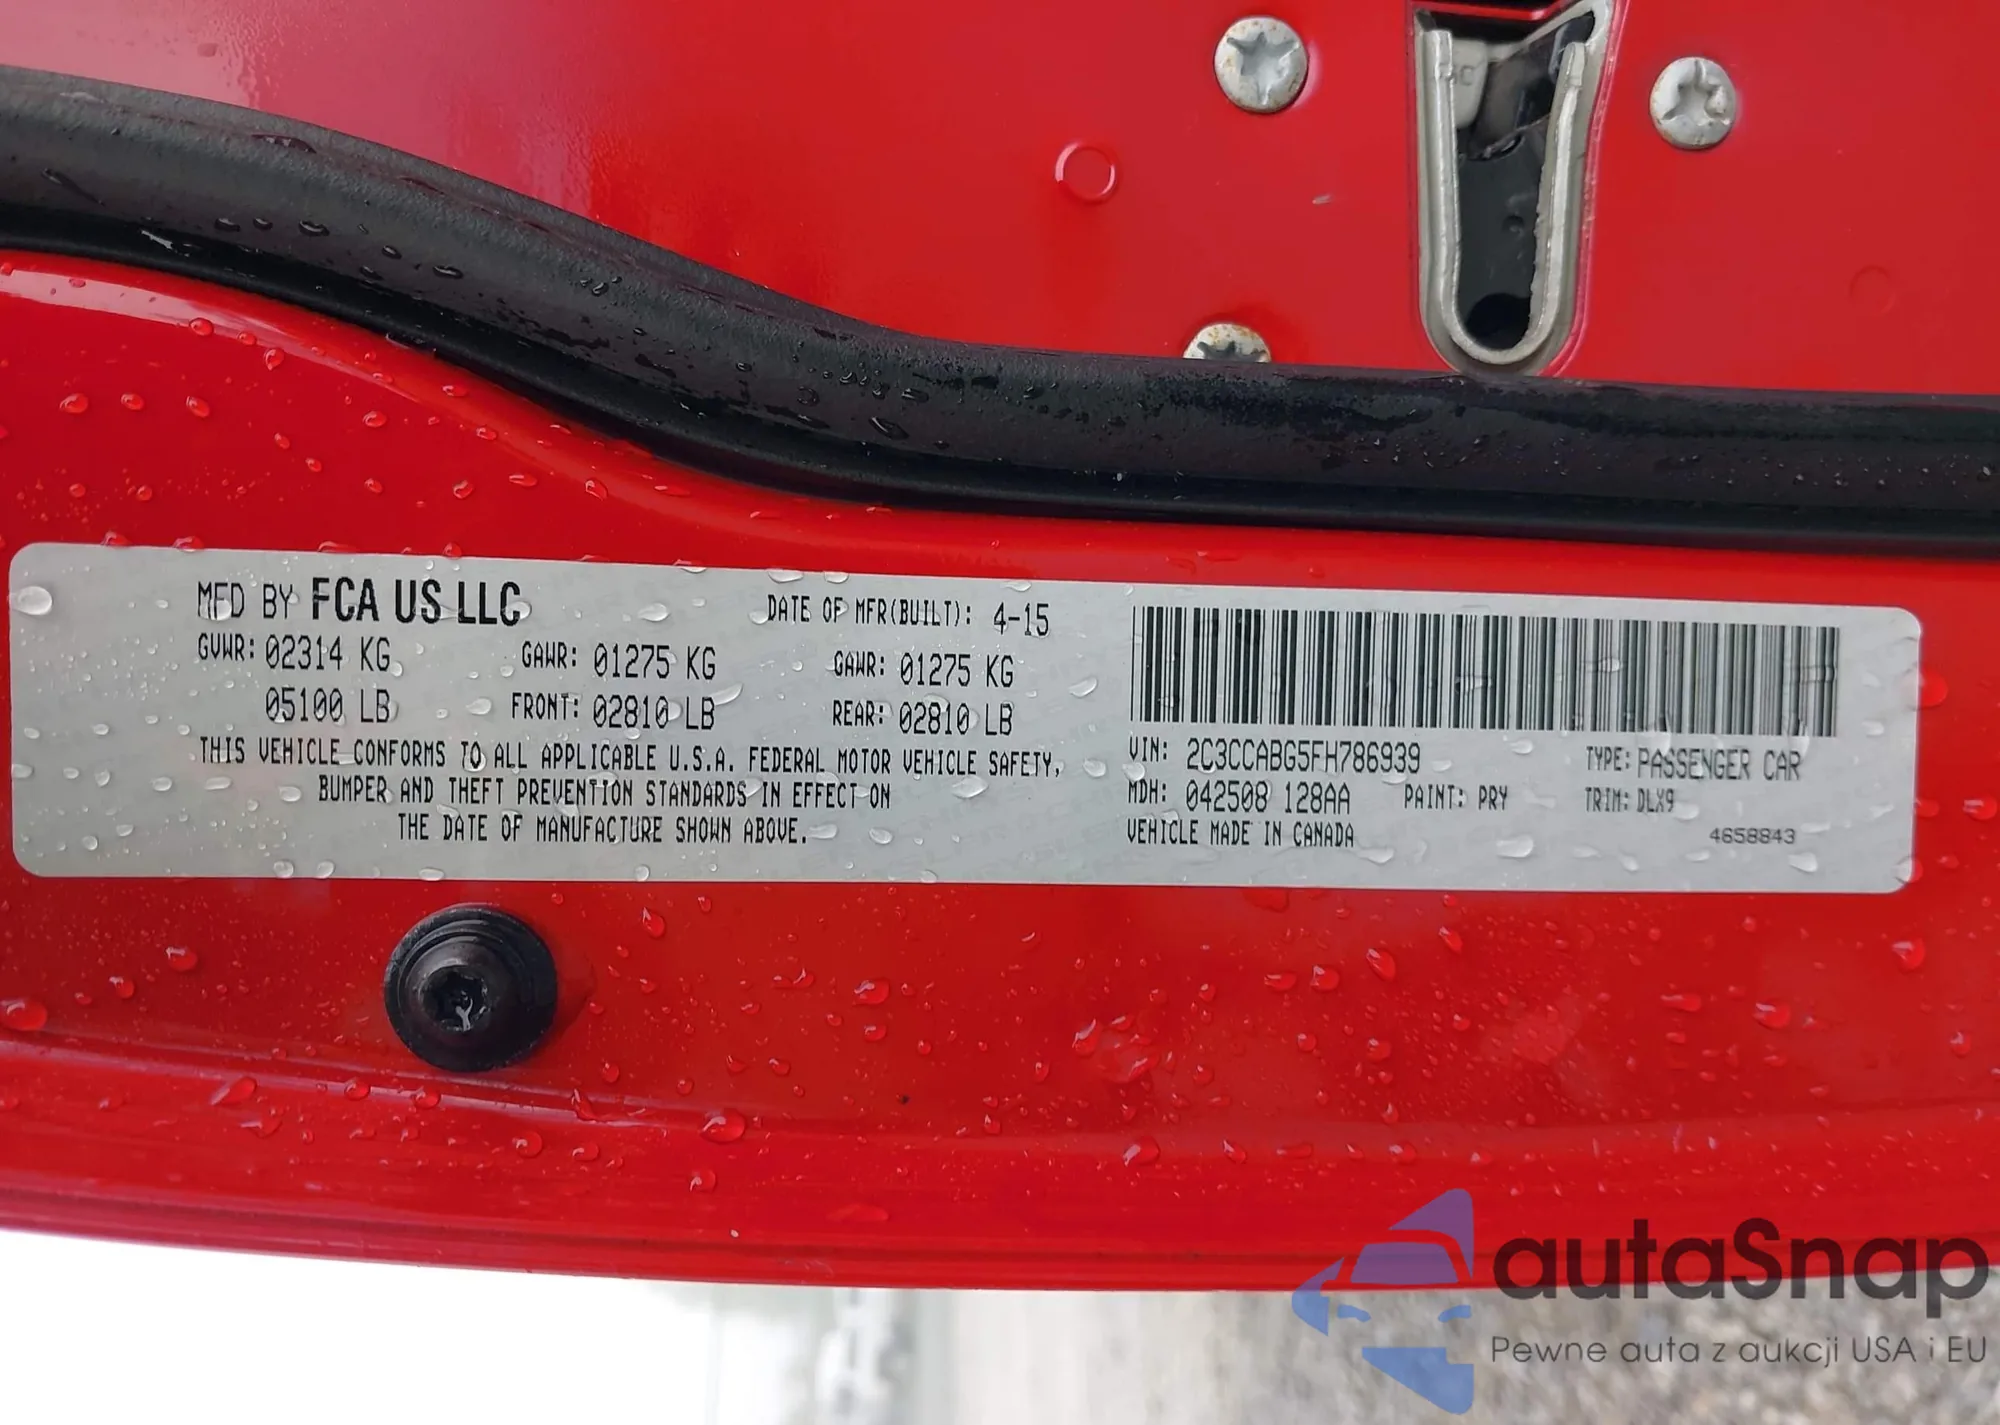 MFD BY FCA US LLC DATE OF MFR(BUILT): 4-15
GVWR: 02314 KG GAWR: 01275 KG GAWR: 01275 KG
05100 LB FRONT: 02810 LB REAR: 02810 LB
THIS VEHICLE CONFORMS TO ALL APPLICABLE U.S.A. FEDERAL MOTOR VEHICLE SAFETY,
BUMPER AND THEFT PREVENTION STANDARDS IN EFFECT ON
THE DATE OF MANUFACTURE SHOWN ABOVE.
VIN: 2C3CCABG5FH786939 TYPE: PASSENGER CAR
MDH: 042508 128AA PAINT: PRY TRIM: DLX9
VEHICLE MADE IN CANADA 4658843
autaSnap
Pewne auta z aukcji USA i EU